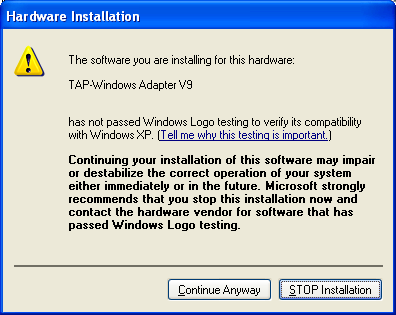 Hardware Installation
The software you are installing for this hardware:
TAP-Windows Adapter V9
has not passed Windows Logo testing to verify its compatibility
with Windows XP. (Tell me why this testing is important.)
Continuing your installation of this software may impair
or destabilize the correct operation of your system
either immediately or in the future. Microsoft strongly
recommends that you stop this installation now and
contact the hardware vendor for software that has
passed Windows Logo testing.
Continue Anyway
STOP Installation